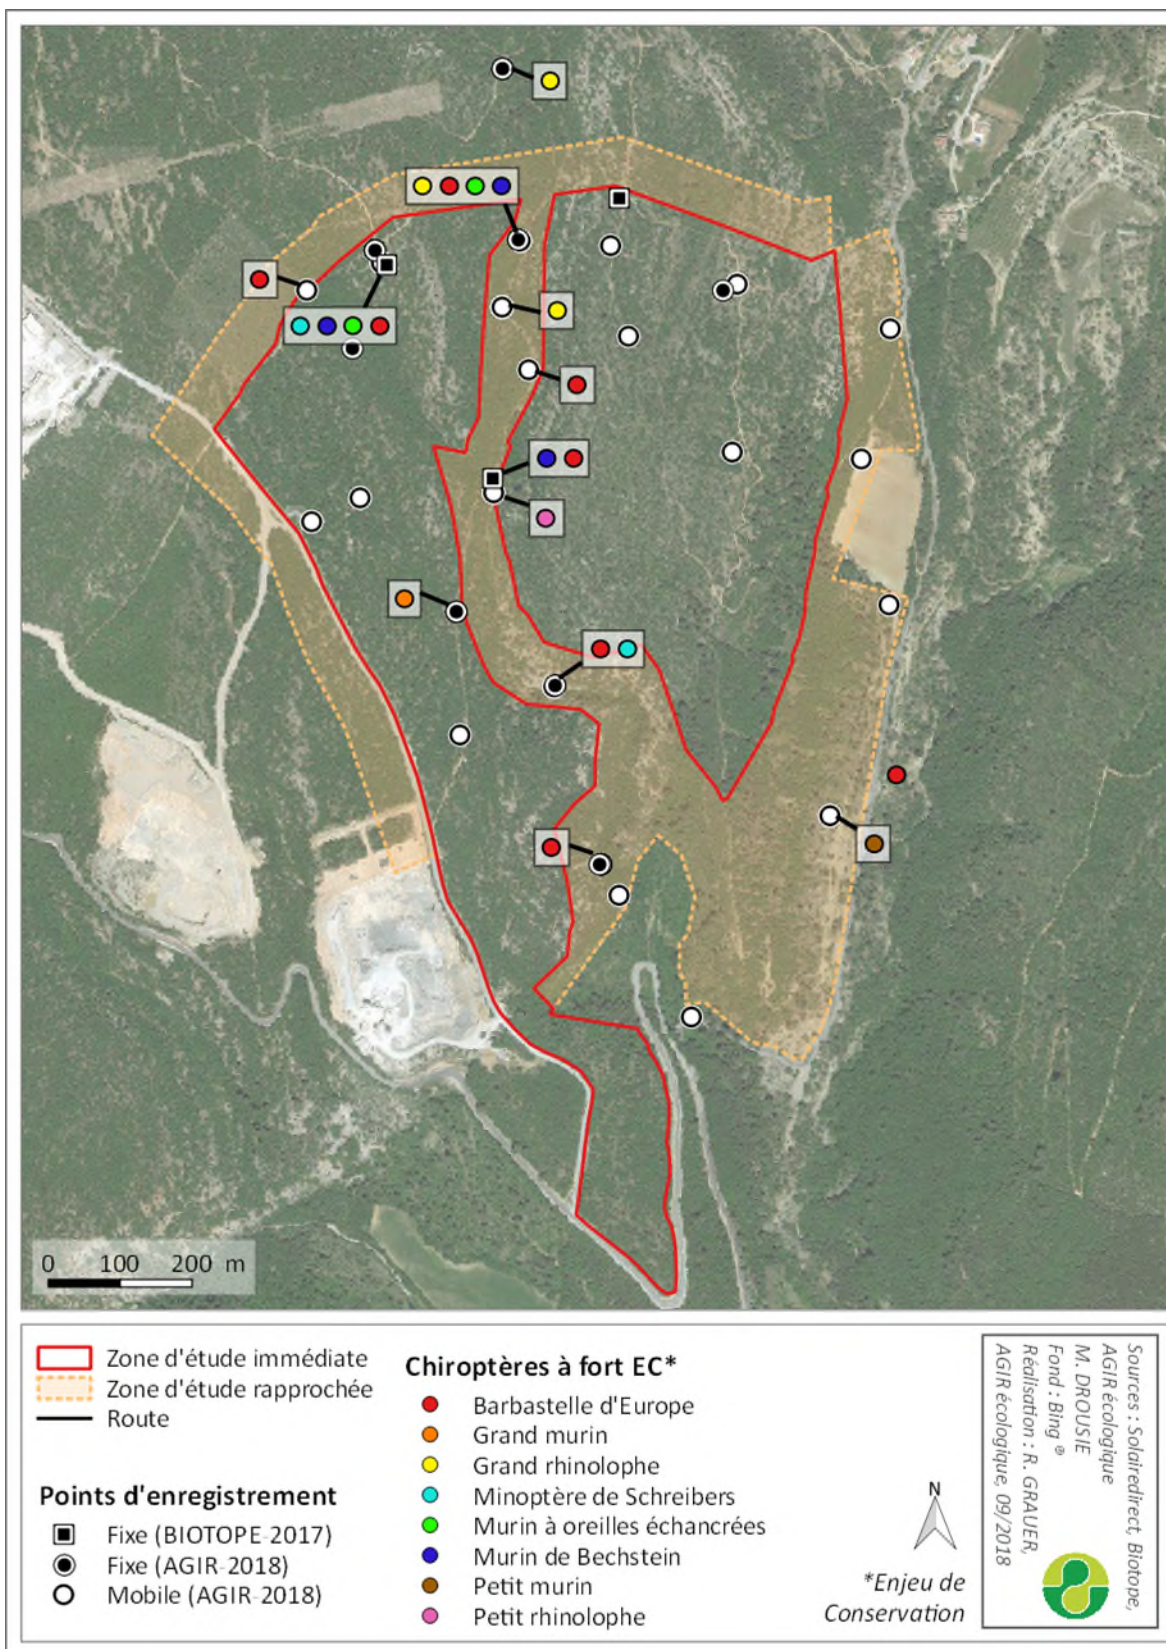 0 100 200 m
Zone d'étude immédiate
Zone d'étude rapprochée
Route
Points d'enregistrement
Fixe (BIOTOPE-2017)
Fixe (AGIR-2018)
Mobile (AGIR-2018)
Chiroptères à fort EC*
Barbastelle d'Europe
Grand murin
Grand rhinolophe
Minoptère de Schreibers
Murin à oreilles échancrées
Murin de Bechstein
Petit murin
Petit rhinolophe
N
*Enjeu de
Conservation
Sources : Solairedirect, Biotope,
AGIR écologique
M. DROUSIE
Fond : Bing ®
Réalisation : R. GRAUER,
AGIR écologique, 09/2018